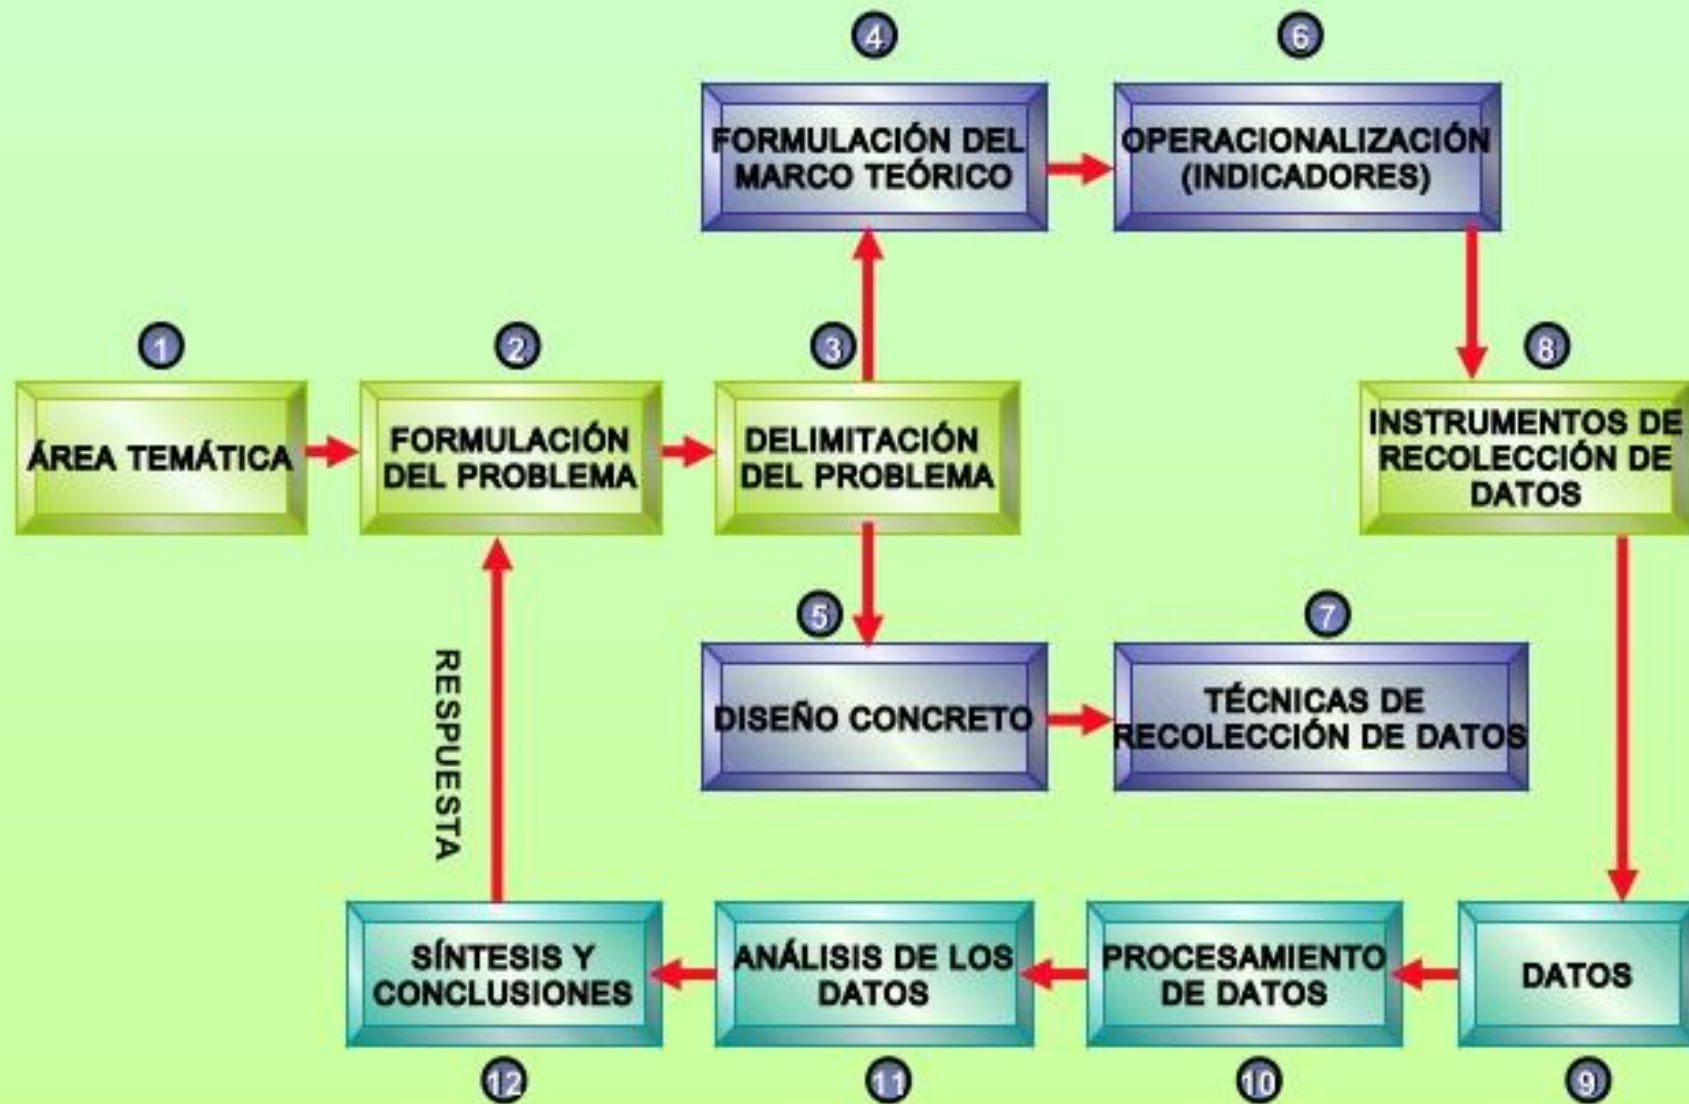 4
6
FORMULACIÓN DEL
MARCO TEÓRICO
OPERACIONALIZACIÓN
(INDICADORES)
1
2
3
8
ÁREA TEMÁTICA
FORMULACIÓN
DEL PROBLEMA
DELIMITACIÓN
DEL PROBLEMA
INSTRUMENTOS DE
RECOLECCIÓN DE
DATOS
5
7
DISEÑO CONCRETO
TÉCNICAS DE
RECOLECCIÓN DE DATOS
RESPUESTA
SÍNTESIS Y
CONCLUSIONES
ANÁLISIS DE LOS
DATOS
PROCESAMIENTO
DE DATOS
DATOS
12
11
10
9